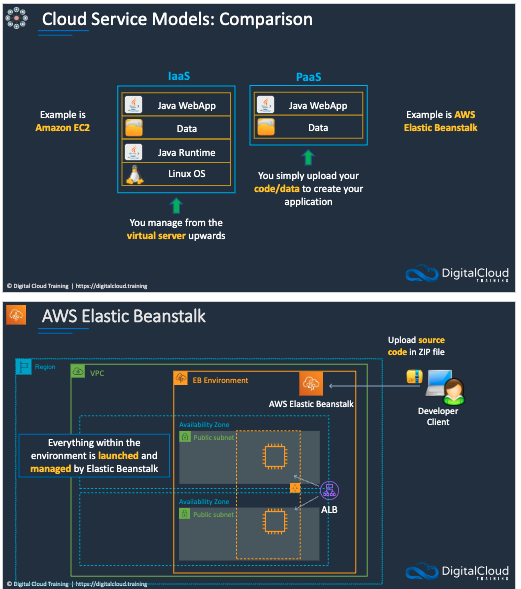 Cloud Service Models: Comparison
IaaS
PaaS
Example is
Amazon EC2
Java WebApp
Data
Java Runtime
Linux OS
Java WebApp
Data
Example is AWS
Elastic Beanstalk
You manage from the
virtual server upwards
You simply upload your
code/data to create your
application
© Digital Cloud Training | https://digitalcloud.training
DigitalCloud
TRAINING
AWS Elastic Beanstalk
Upload source
code in ZIP file
Region
VPC
EB Environment
AWS Elastic Beanstalk
Developer
Client
Availability Zone
Public subnet
Everything within the
environment is launched and
managed by Elastic Beanstalk
Availability Zone
Public subnet
ALB
© Digital Cloud Training | https://digitalcloud.training
DigitalCloud
TRAINING